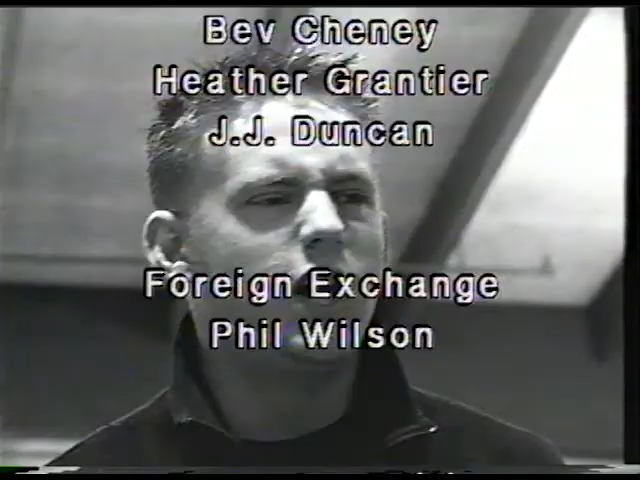 Bev Cheney
Heather Grantier
J.J. Duncan
Foreign Exchange
Phil Wilson